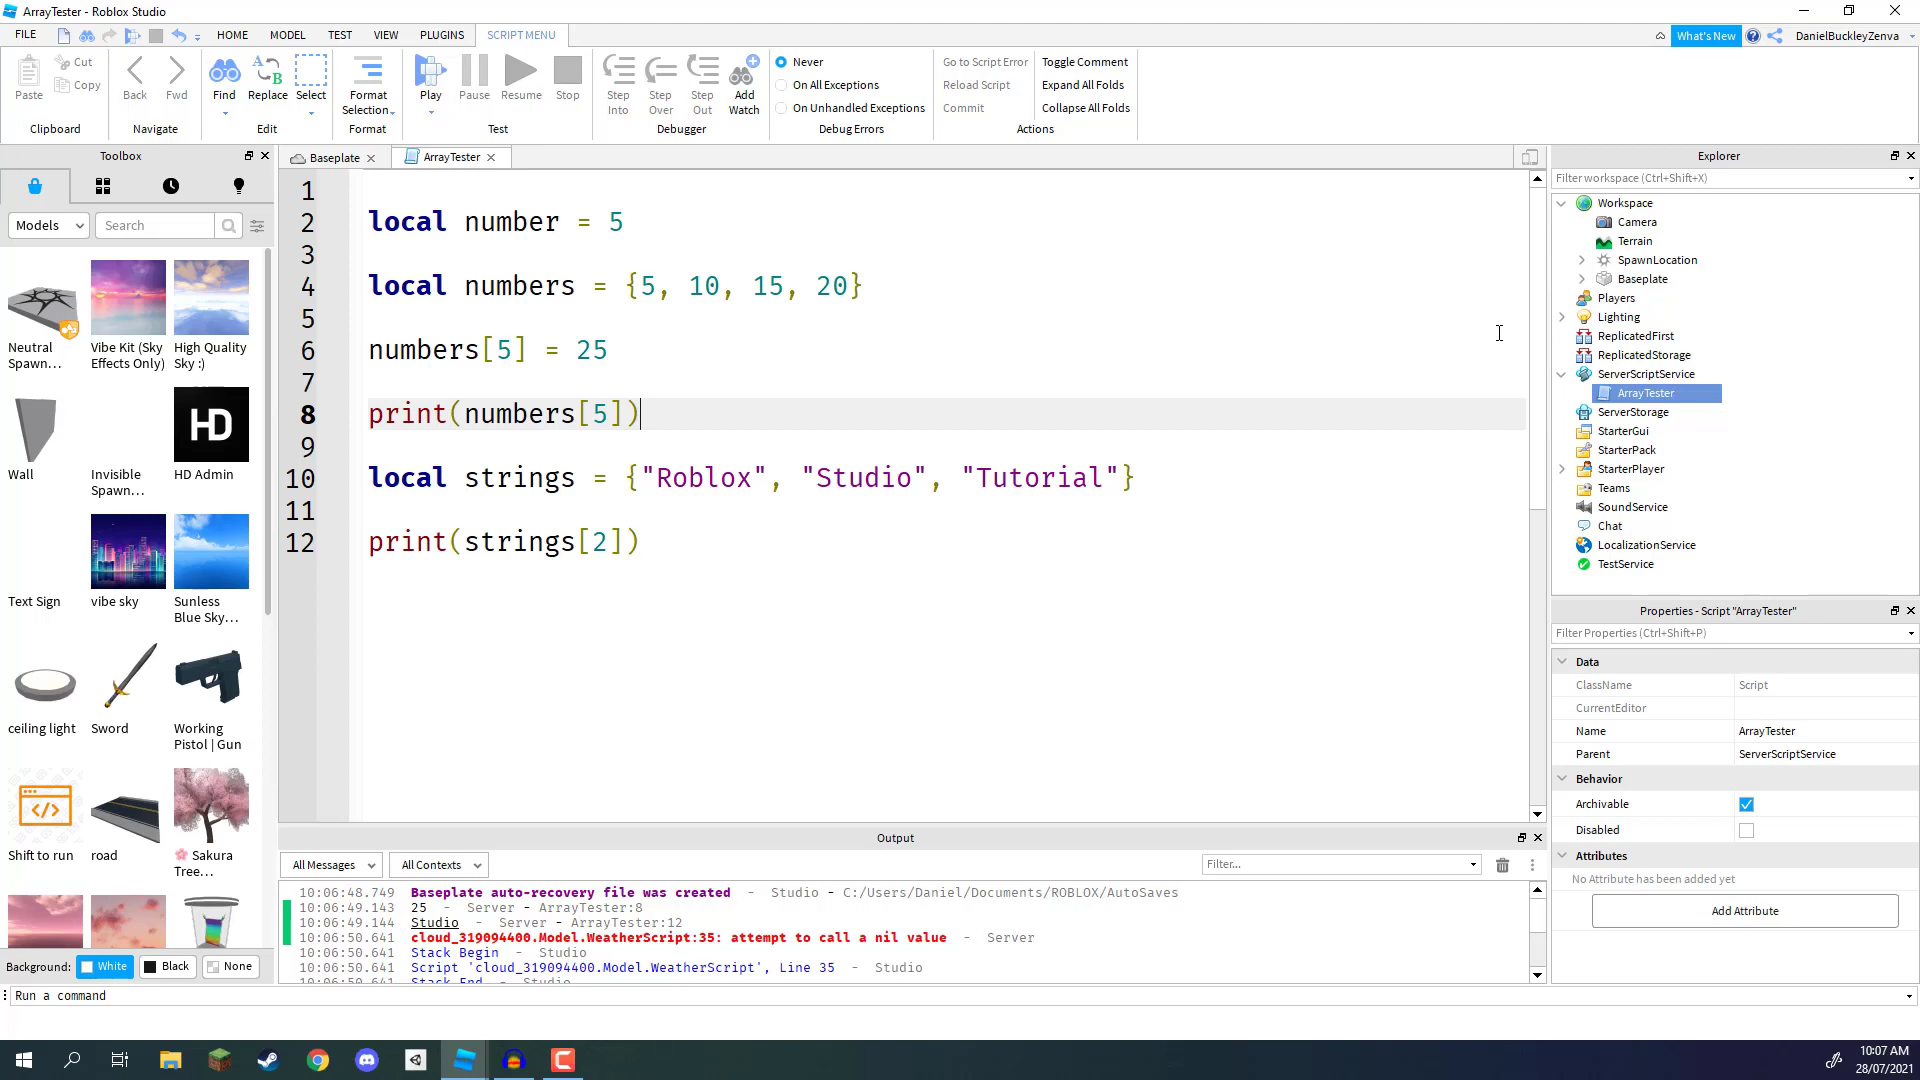 ArrayTester - Roblox Studio
FILE HOME MODEL TEST VIEW PLUGINS SCRIPT MENU What's New DanielBuckleyZenva
Paste Cut Copy Clipboard
Back Fwd Navigate
Find Replace Select Edit
Format Selection Format
Play Pause Resume Stop Test
Step Into Step Over Step Out Add Watch Debugger
Never
On All Exceptions
On Unhandled Exceptions
Debug Errors
Go to Script Error Toggle Comment
Reload Script Expand All Folds
Commit Collapse All Folds
Actions
Toolbox
Models Search
Neutral Spawn...
Vibe Kit (Sky Effects Only)
High Quality Sky :)
Wall
Invisible Spawn...
HD
HD Admin
Text Sign
vibe sky
Sunless Blue Sky...
ceiling light
Sword
Working Pistol | Gun
Shift to run
road
🌸 Sakura Tree...
Background: White Black None
Baseplate ArrayTester
1
2 local number = 5
3
4 local numbers = {5, 10, 15, 20}
5
6 numbers[5] = 25
7
8 print(numbers[5])
9
10 local strings = {"Roblox", "Studio", "Tutorial"}
11
12 print(strings[2])
Output
All Messages All Contexts Filter...
10:06:48.749 Baseplate auto-recovery file was created - Studio - C:/Users/Daniel/Documents/ROBLOX/AutoSaves
10:06:49.143 25 - Server - ArrayTester:8
10:06:49.144 Studio - Server - ArrayTester:12
10:06:50.641 cloud_319094400.Model.WeatherScript:35: attempt to call a nil value - Server
10:06:50.641 Stack Begin - Studio
10:06:50.641 Script 'cloud_319094400.Model.WeatherScript', Line 35 - Studio
10:06:50.641 Stack End - Studio
Explorer
Filter workspace (Ctrl+Shift+X)
Workspace
Camera
Terrain
SpawnLocation
Baseplate
Players
Lighting
ReplicatedFirst
ReplicatedStorage
ServerScriptService
ArrayTester
ServerStorage
StarterGui
StarterPack
StarterPlayer
Teams
SoundService
Chat
LocalizationService
TestService
Properties - Script "ArrayTester"
Filter Properties (Ctrl+Shift+P)
Data
ClassName Script
CurrentEditor
Name ArrayTester
Parent ServerScriptService
Behavior
Archivable
Disabled
Attributes
No Attribute has been added yet
Add Attribute
Run a command
10:07 AM
28/07/2021